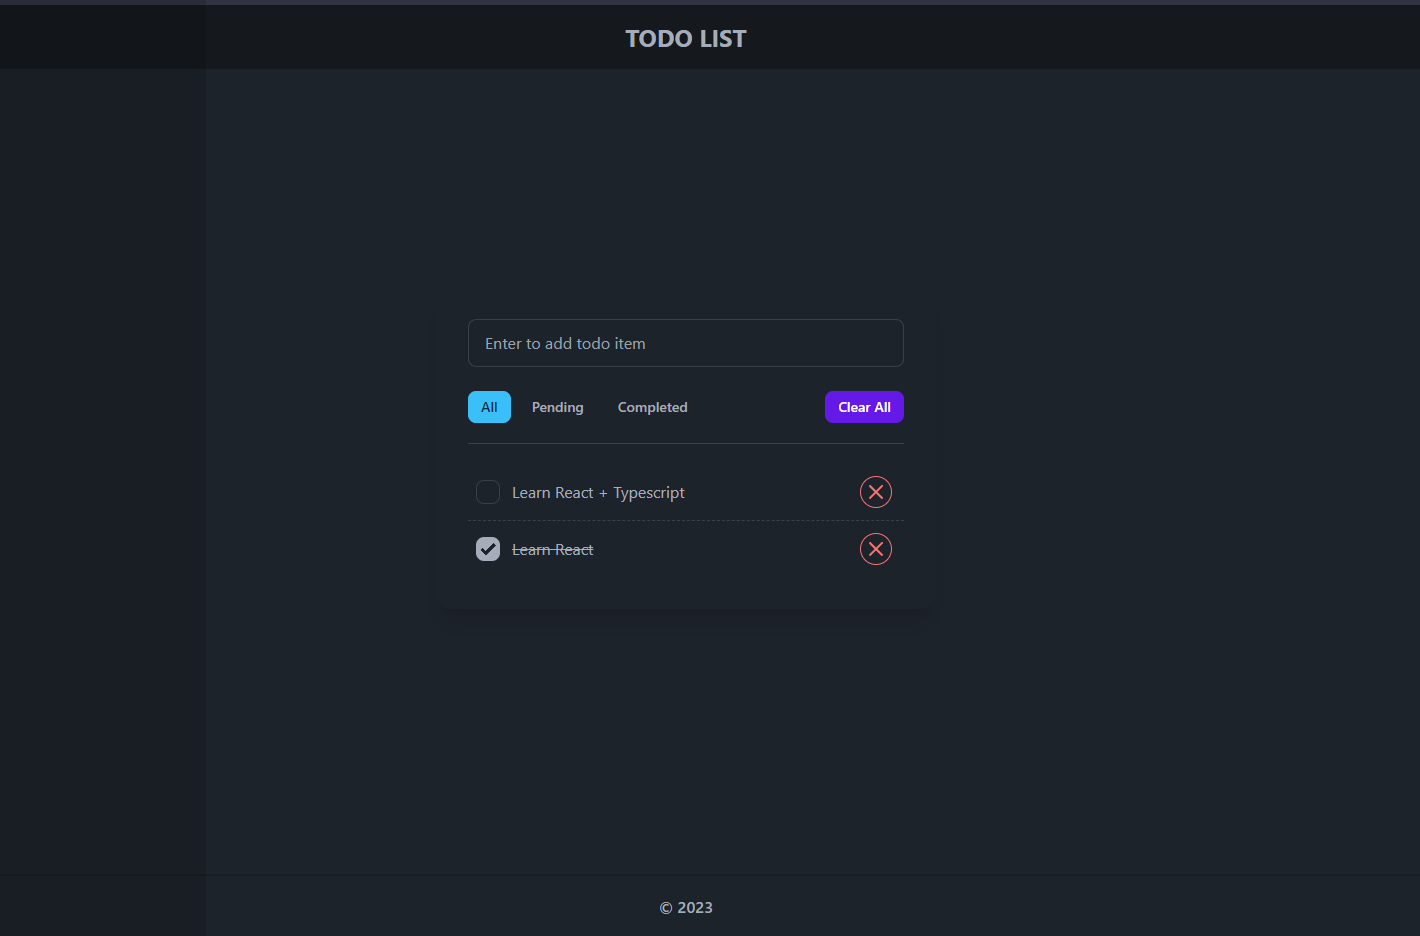 TODO LIST
Enter to add todo item
All Pending Completed Clear All
Learn React + Typescript
Learn React
© 2023